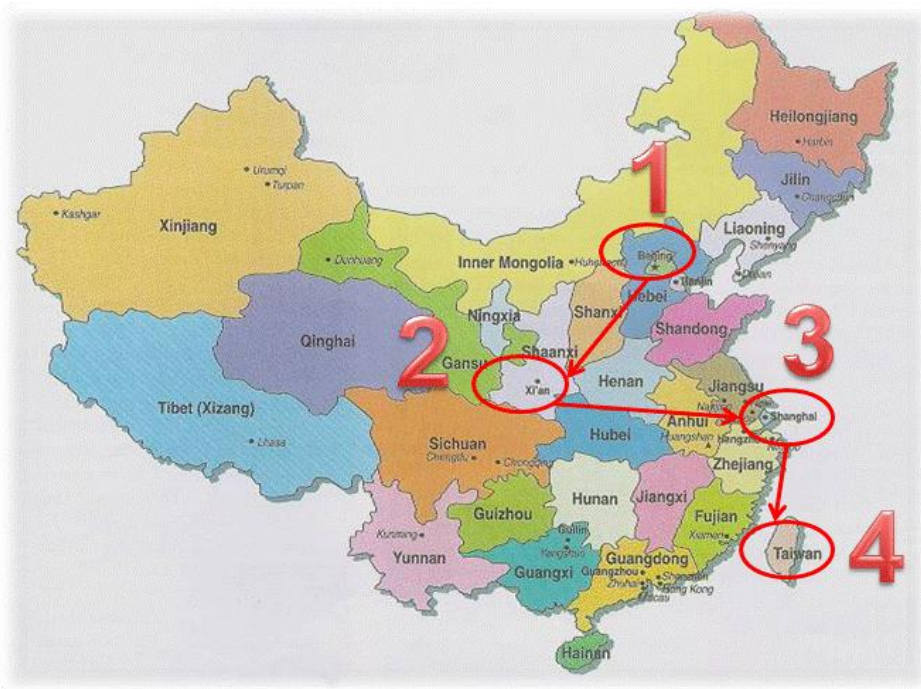 1
Heilongjiang
Harbin
Jilin
Changchun
Urumqi
Turpan
Kashgar
Xinjiang
Liaoning
Shenyang
Dunhuang
Inner Mongolia
Beijing
Tianjin
Hebei
Ningxia
Shanxi
Shandong
Qinghai
2
Gansu
Shaanxi
3
Xi'an
Henan
Jiangsu
Tibet (Xizang)
Shanghai
Anhui
Lhasa
Sichuan
Hubei
Huangshan
Hangzhou
Chengdu
Chongqing
Zhejiang
Hunan
Jiangxi
Guizhou
Fujian
Kunming
Guilin
Xiamen
Yunnan
Yangshuo
Guangdong
Taiwan
4
Guangxi
Guangzhou
Shenzhen
Zhuhai
Hong Kong
Macau
Hainan